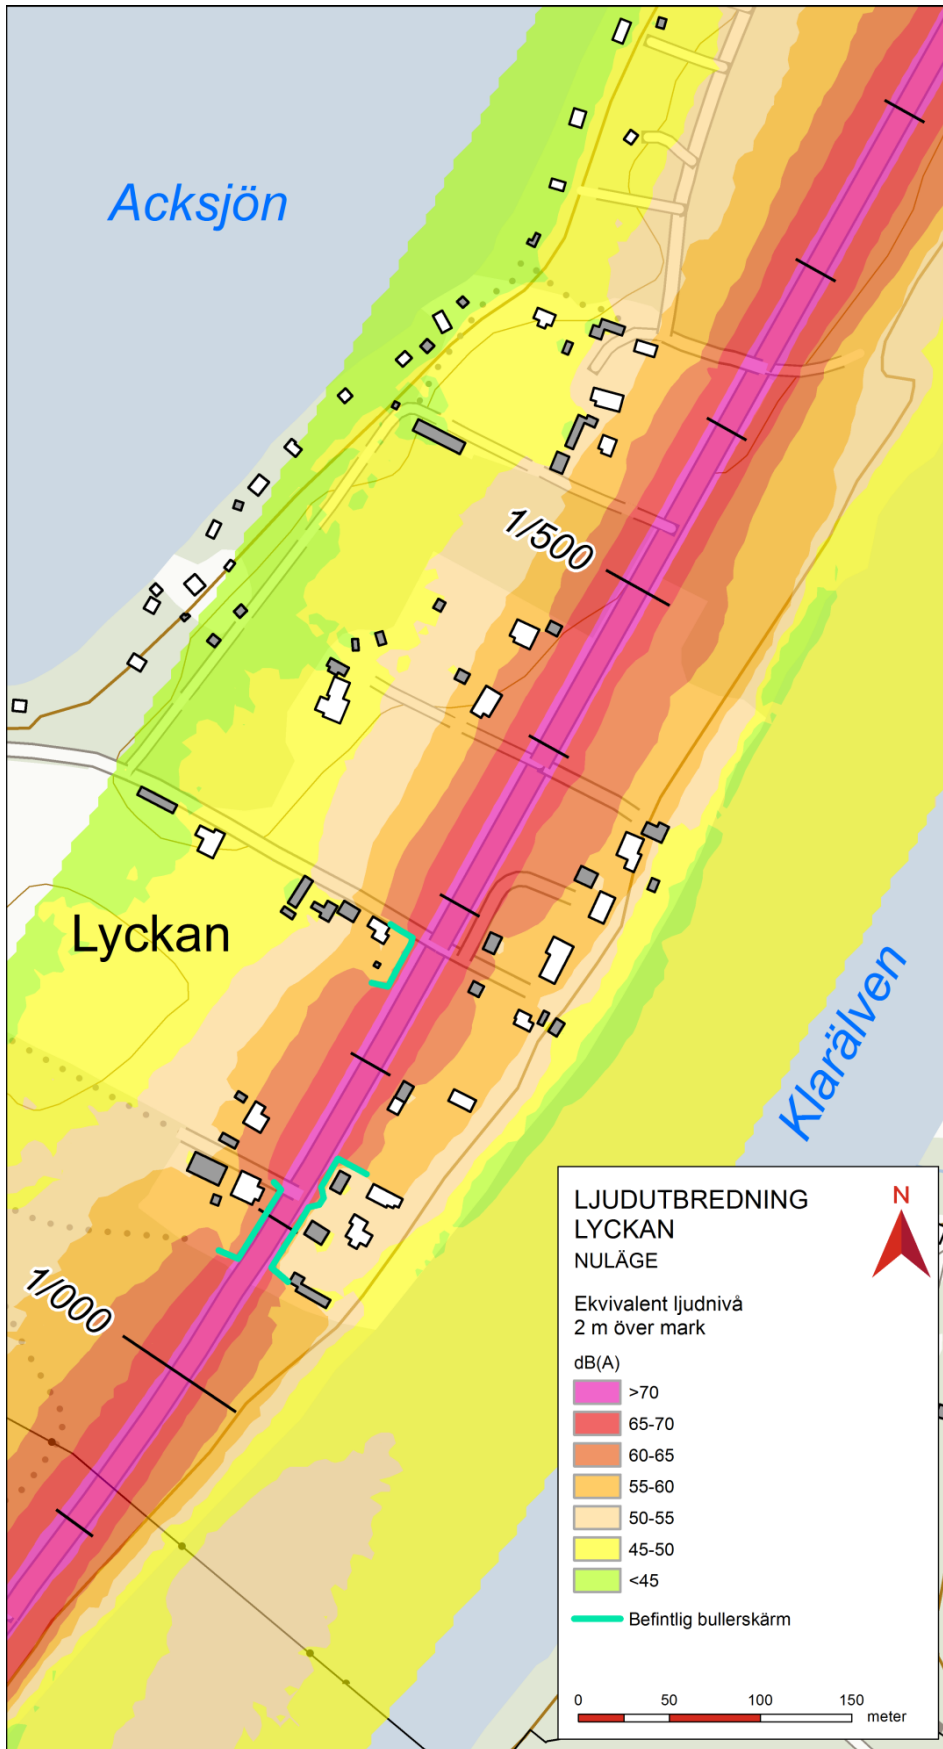 Acksjön
1/500
Lyckan
Klarälven
1/000
LJUDUTBREDNING
LYCKAN
NULÄGE
N
Ekvivalent ljudnivå
2 m över mark
dB(A)
>70
65-70
60-65
55-60
50-55
45-50
<45
Befintlig bullerskärm
0 50 100 150
meter